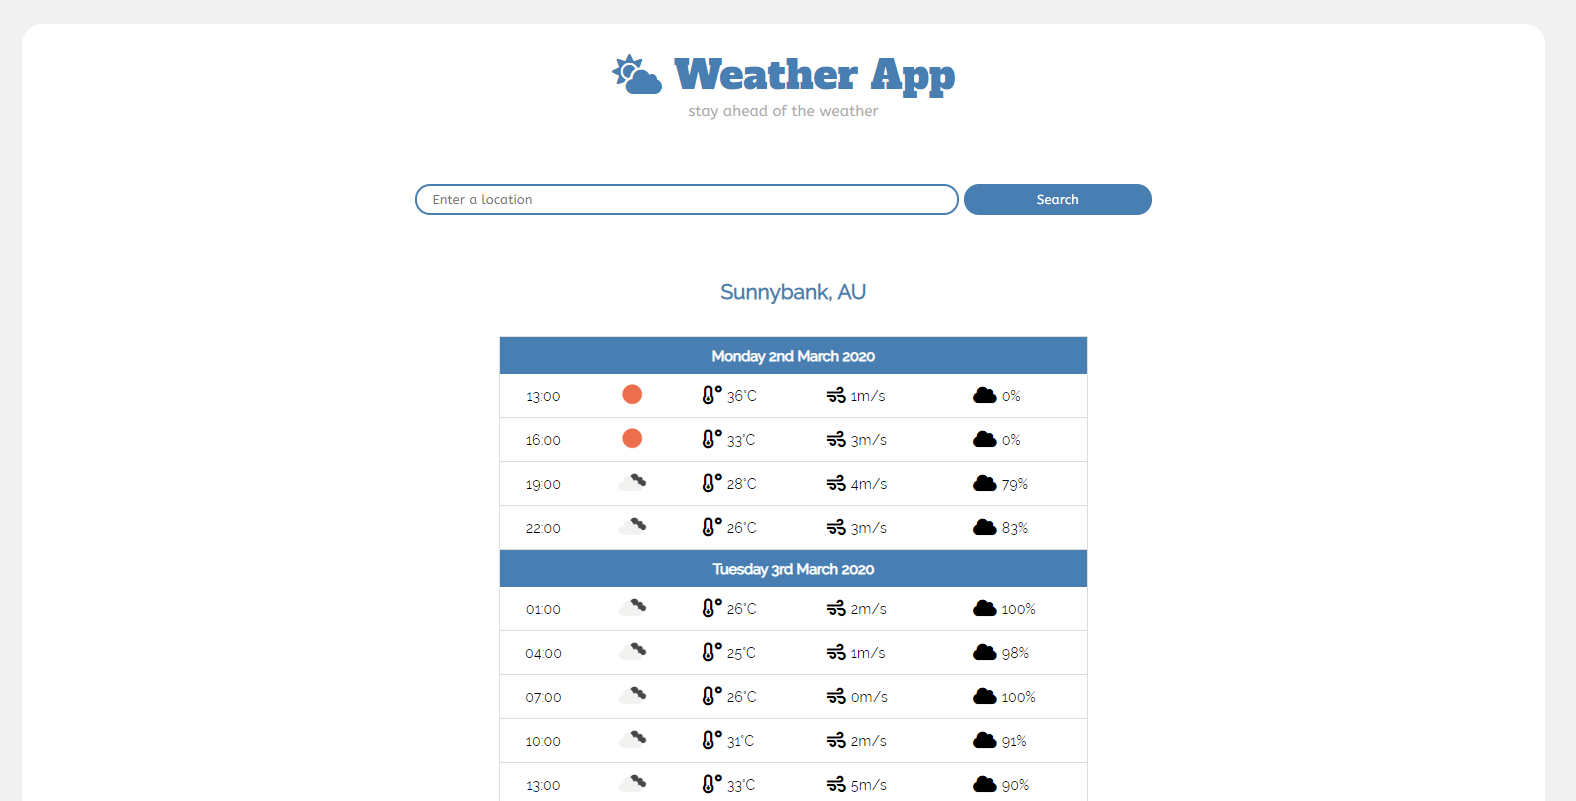 Weather App
stay ahead of the weather
Enter a location Search
Sunnybank, AU
Monday 2nd March 2020
13:00 36°C 1m/s 0%
16:00 33°C 3m/s 0%
19:00 28°C 4m/s 79%
22:00 26°C 3m/s 83%
Tuesday 3rd March 2020
01:00 26°C 2m/s 100%
04:00 25°C 1m/s 98%
07:00 26°C 0m/s 100%
10:00 31°C 2m/s 91%
13:00 33°C 5m/s 90%